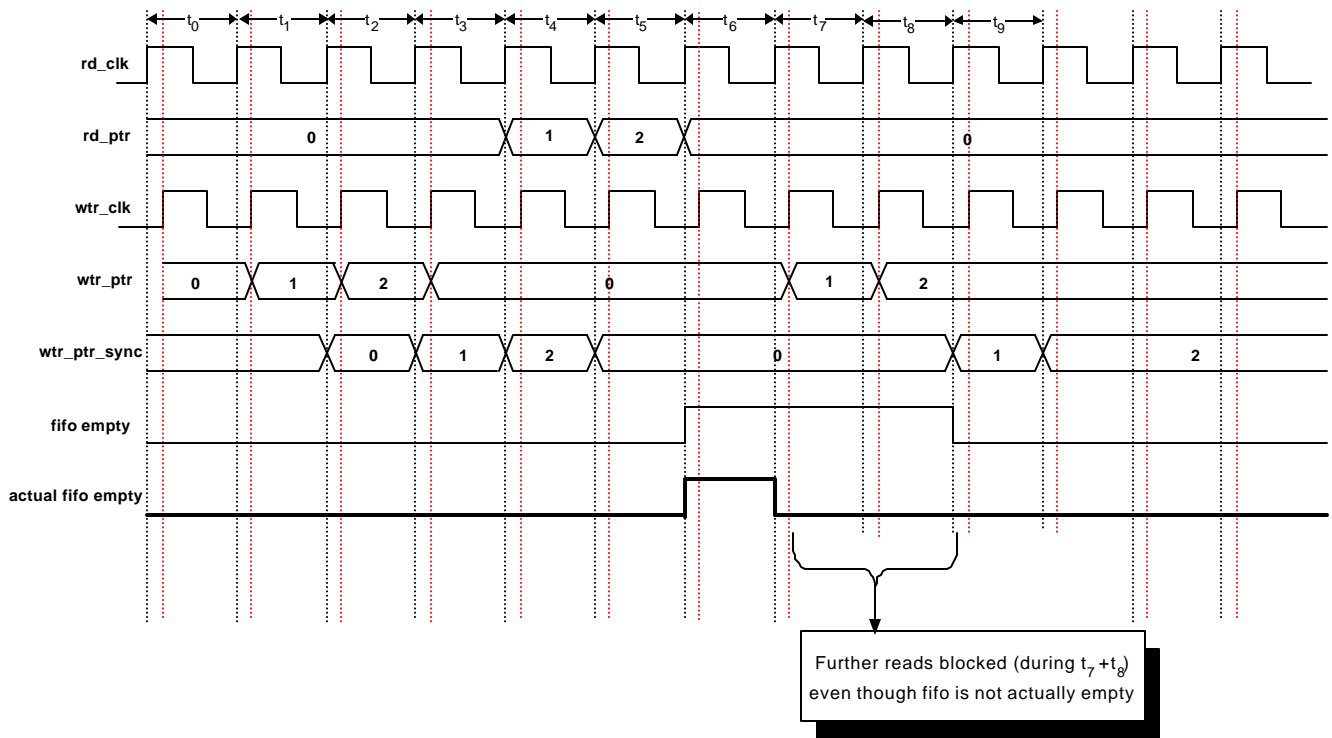 t0 t1 t2 t3 t4 t5 t6 t7 t8 t9
rd_clk
rd_ptr 0 1 2 0
wtr_clk
wtr_ptr 0 1 2 0 1 2
wtr_ptr_sync 0 1 2 0 1 2
fifo empty
actual fifo empty
Further reads blocked (during t7+t8)
even though fifo is not actually empty